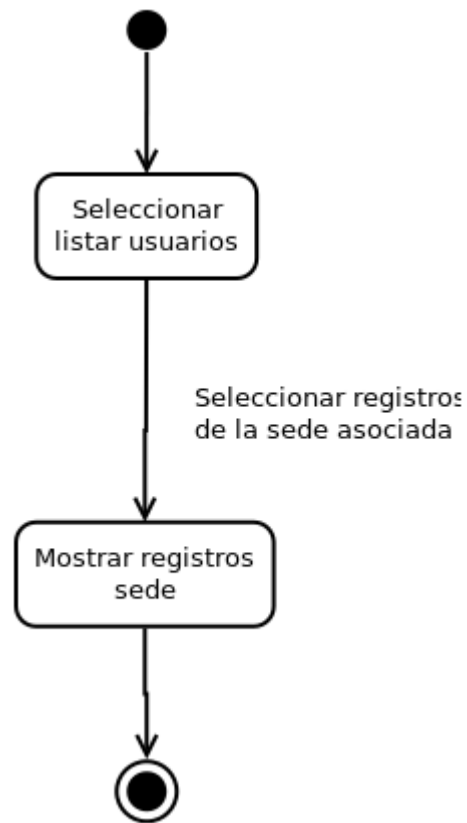 Seleccionar
listar usuarios
Seleccionar registros
de la sede asociada
Mostrar registros
sede